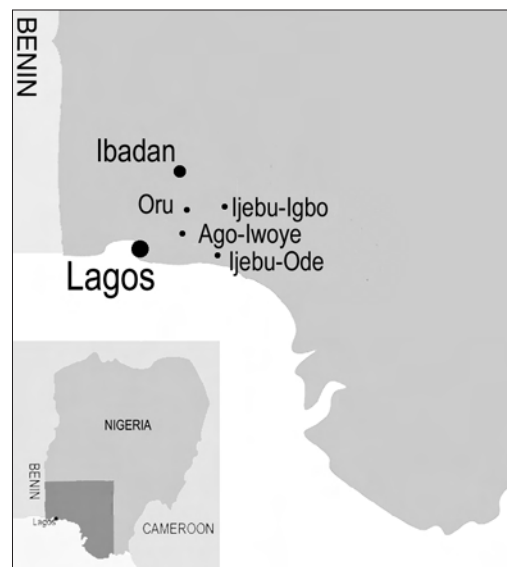 BENIN
Ibadan
Oru
Ijebu-Igbo
Ago-Iwoye
Lagos
Ijebu-Ode
NIGERIA
BENIN
Lagos
CAMEROON